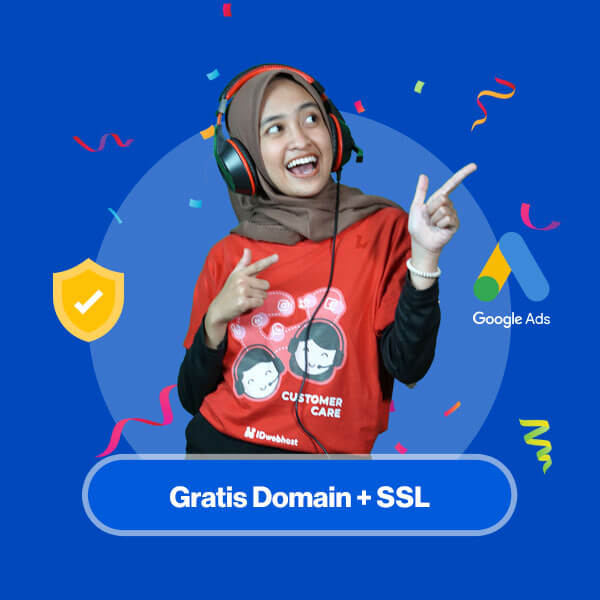 Google Ads
CUSTOMER
CARE
IDwebhost
Gratis Domain + SSL